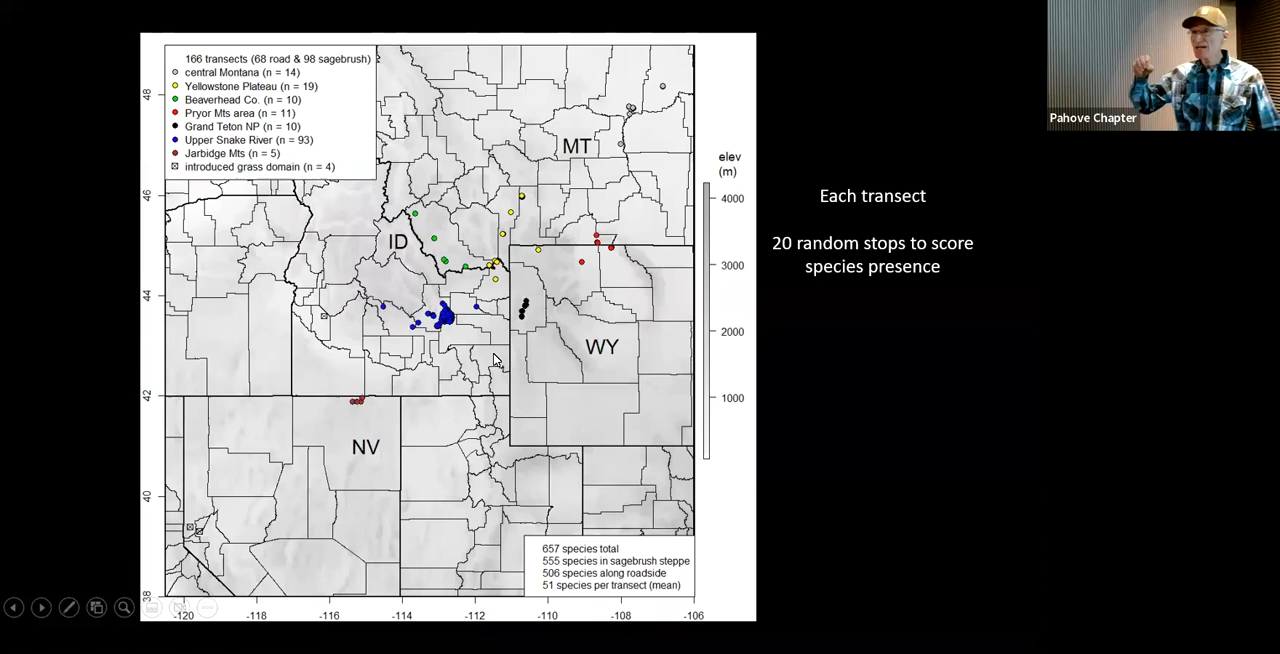 166 transects (68 road & 98 sagebrush)
central Montana (n = 14)
Yellowstone Plateau (n = 19)
Beaverhead Co. (n = 10)
Pryor Mts area (n = 11)
Grand Teton NP (n = 10)
Upper Snake River (n = 93)
Jarbidge Mts (n = 5)
introduced grass domain (n = 4)
MT
ID
WY
NV
48
46
44
42
40
38
-120
-118
-116
-114
-112
-110
-108
-106
elev
(m)
4000
3000
2000
1000
657 species total
555 species in sagebrush steppe
506 species along roadside
51 species per transect (mean)
Each transect
20 random stops to score
species presence
Pahove Chapter